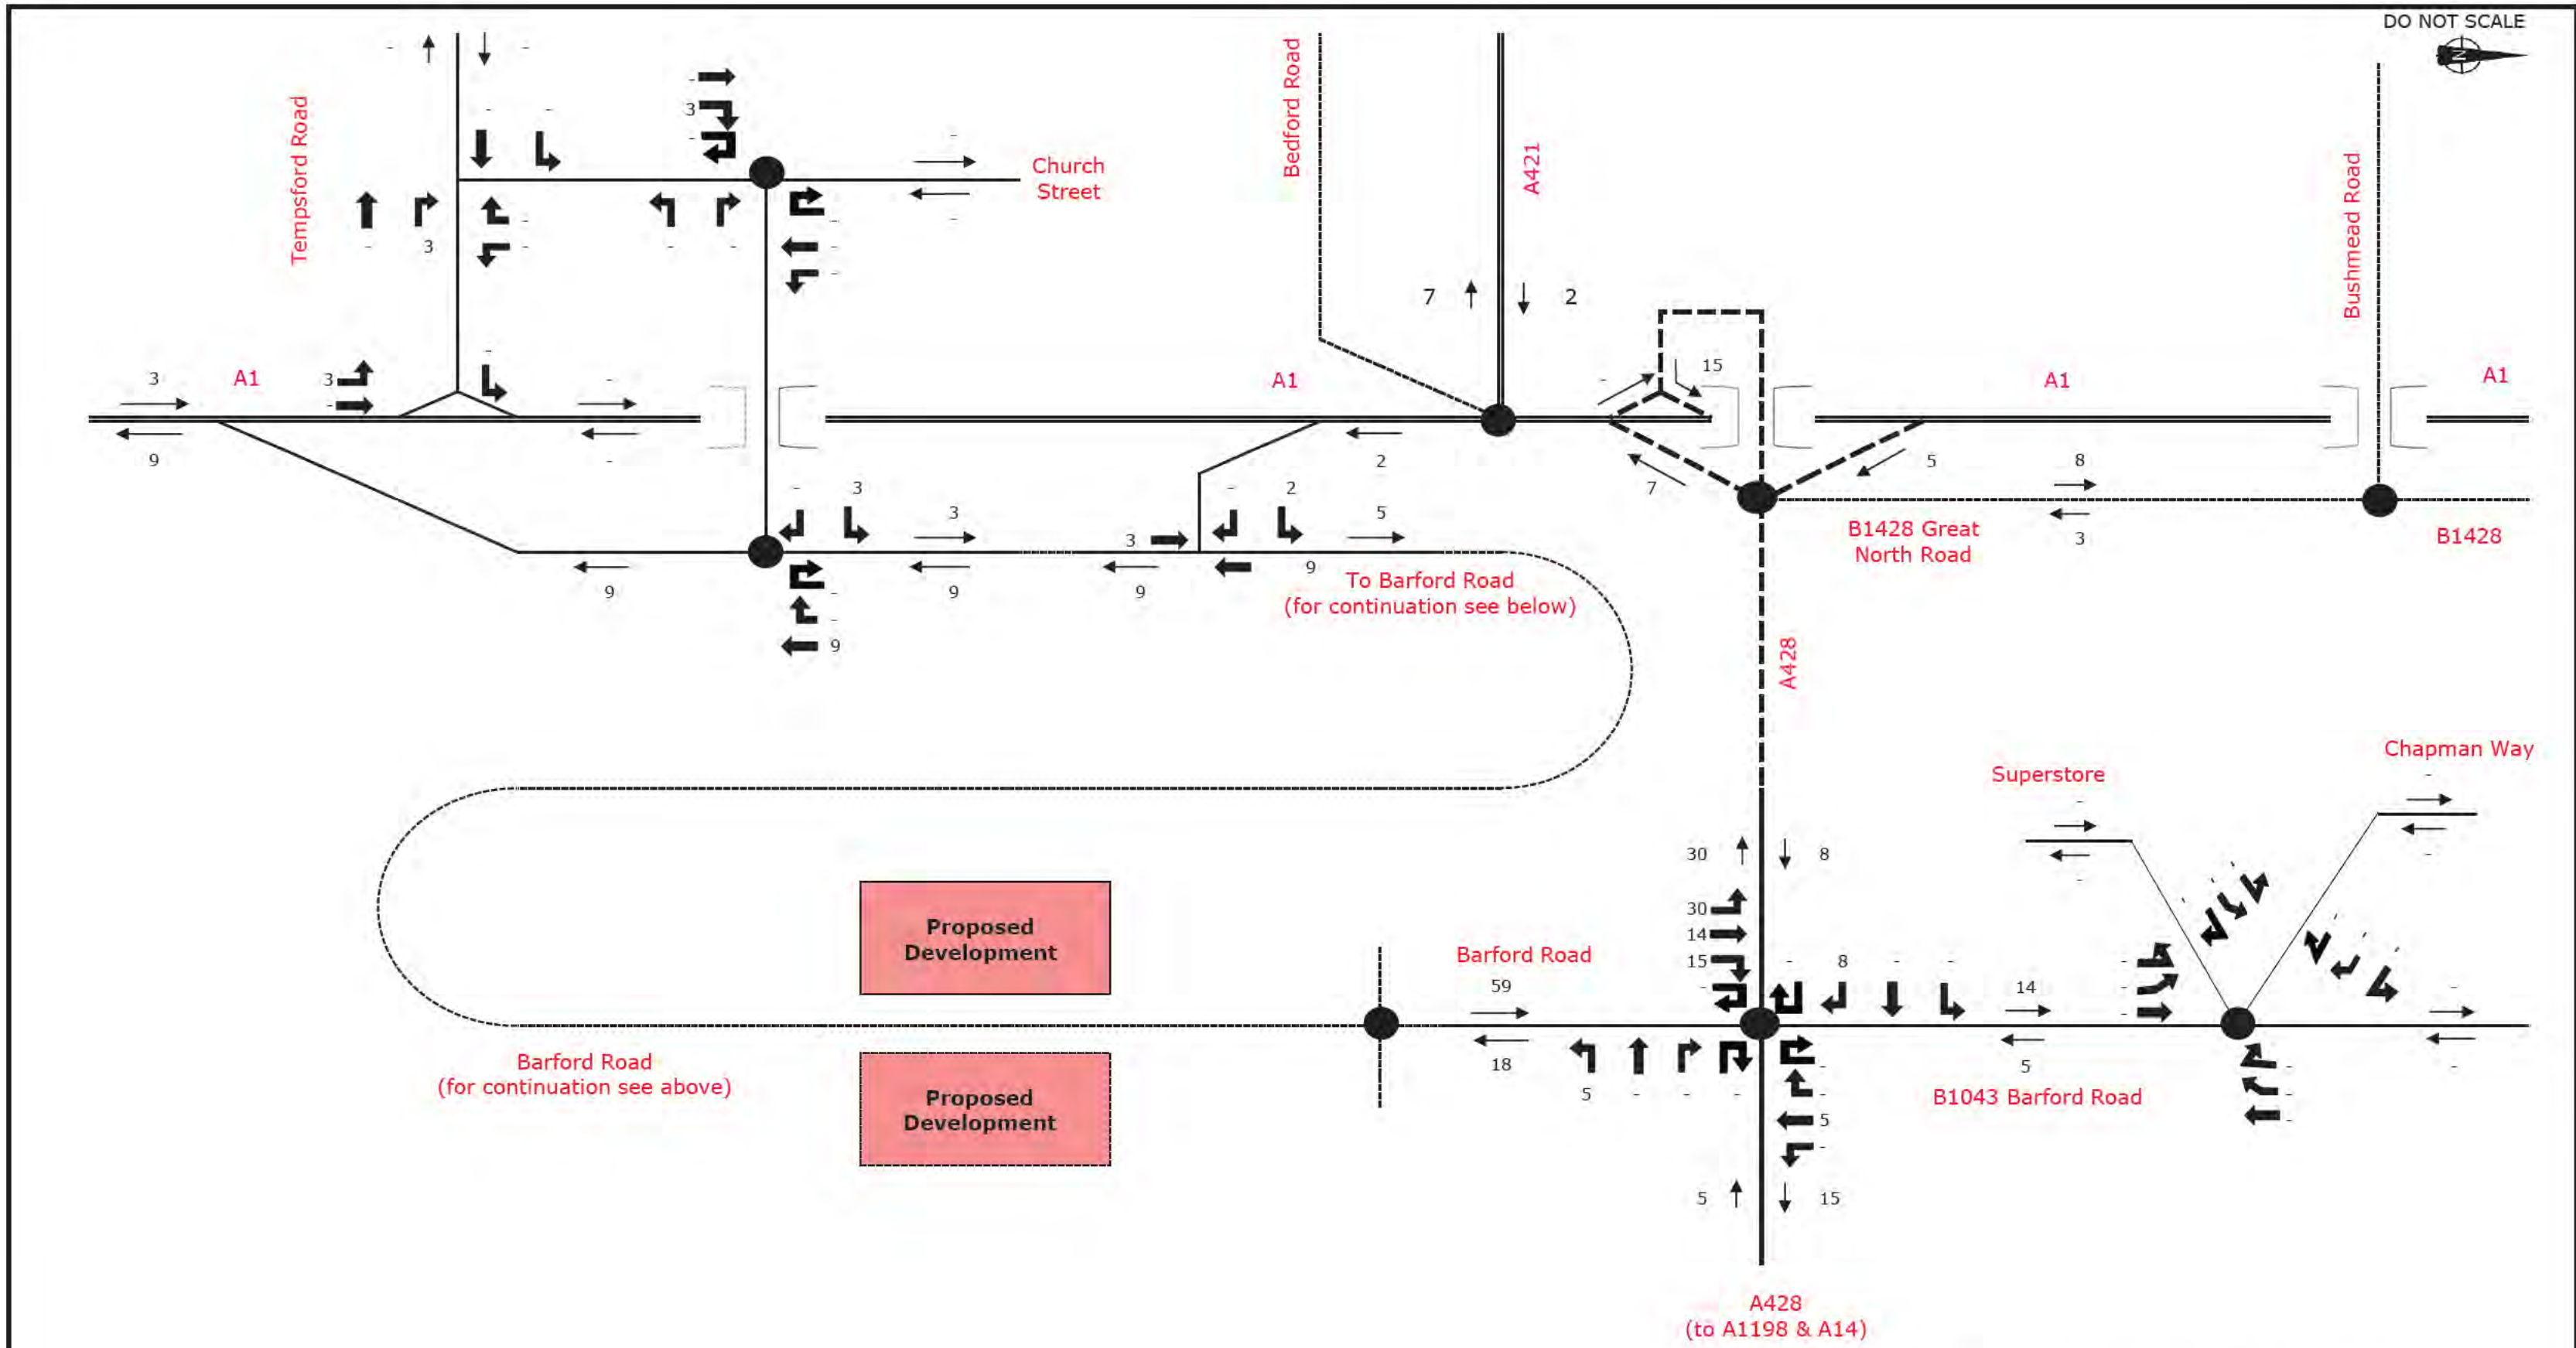 DO NOT SCALE
N
- -
Tempsford Road
- -
-
3
-
- 3
-
-
- -
-
-
-
-
Church
Street
-
Bedford Road
A421
7 2
Bushmead Road
3
A1
3
-
-
-
9
-
A1
-
15
A1
A1
2
7
5
8
3
B1428 Great
North Road
B1428
- 3
3
9
9
-
-
9
3
9
- 2
5
9
To Barford Road
(for continuation see below)
A428
Chapman Way
-
-
Superstore
-
-
30 8
30
14
15
-
- 8 - -
Proposed
Development
Barford Road
59
18
5 - - -
-
-
5
-
5 15
14
5
B1043 Barford Road
-
-
-
-
-
-
-
-
-
-
-
-
-
-
Barford Road
(for continuation see above)
Proposed
Development
A428
(to A1198 & A14)